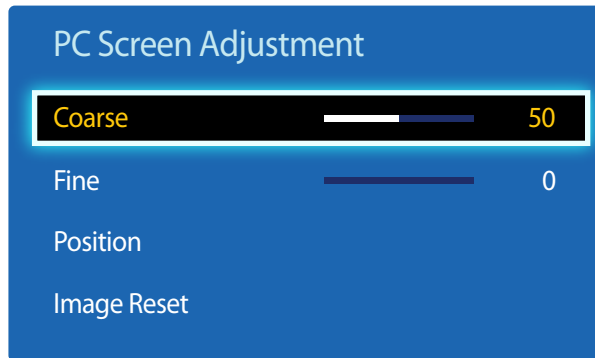 PC Screen Adjustment
Coarse 50
Fine 0
Position
Image Reset